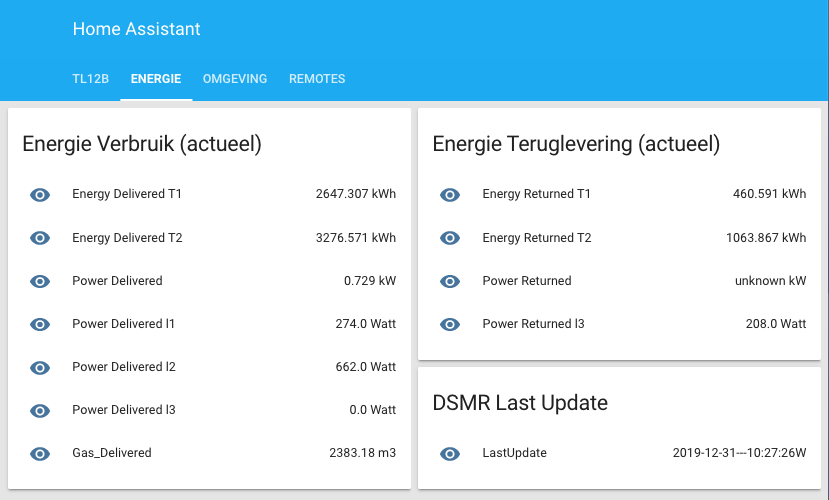 Home Assistant
TL12B ENERGIE OMGEVING REMOTES
Energie Verbruik (actueel)
Energy Delivered T1 2647.307 kWh
Energy Delivered T2 3276.571 kWh
Power Delivered 0.729 kW
Power Delivered l1 274.0 Watt
Power Delivered l2 662.0 Watt
Power Delivered l3 0.0 Watt
Gas_Delivered 2383.18 m3
Energie Teruglevering (actueel)
Energy Returned T1 460.591 kWh
Energy Returned T2 1063.867 kWh
Power Returned unknown kW
Power Returned l3 208.0 Watt
DSMR Last Update
LastUpdate 2019-12-31---10:27:26W